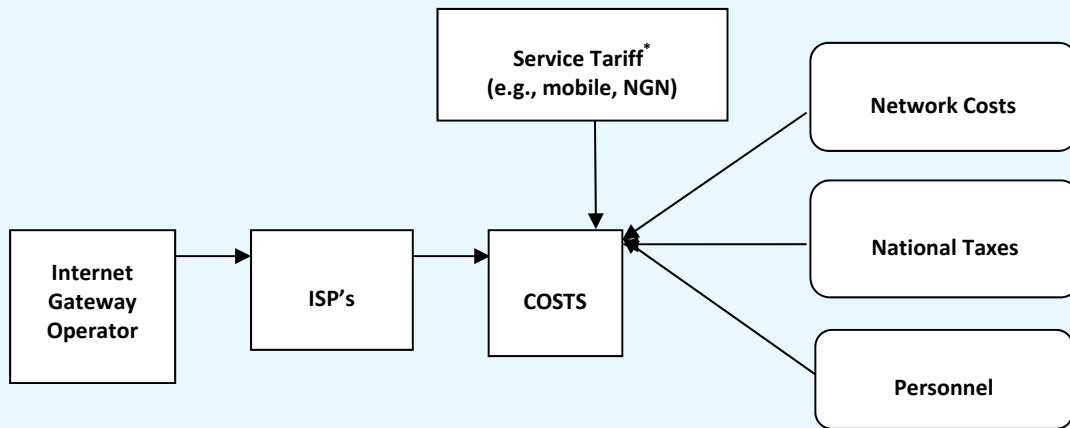 Service Tariff*
(e.g., mobile, NGN)
Network Costs
National Taxes
Internet
Gateway
Operator
ISP’s
COSTS
Personnel